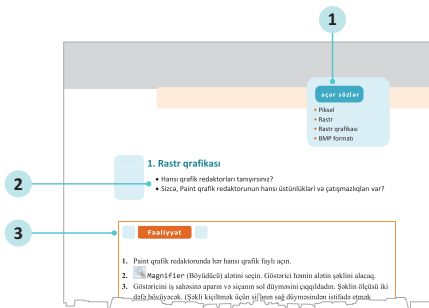 1
açar sözlər
• Piksel
• Rastr
• Rastr qrafikası
• BMP formatı
1. Rastr qrafikası
2
• Hansı qrafik redaktorları tanıyırsınız?
• Sizcə, Paint qrafik redaktorunun hansı üstünlükləri və çatışmazlıqları var?
3
Fəaliyyət
1. Paint qrafik redaktorunda hər hansı qrafik faylı açın.
2. Magnifier (Böyüdücü) alətini seçin. Göstərici həmin alətin şəklini alacaq.
3. Göstəricini iş sahəsinə aparın və siçanın sol düyməsini çıqqıldadın. Şəklin ölçüsü iki
dəfə böyüyəcək. (Şəkli kiçiltmək üçün siçanın sağ düyməsindən istifadə etmək